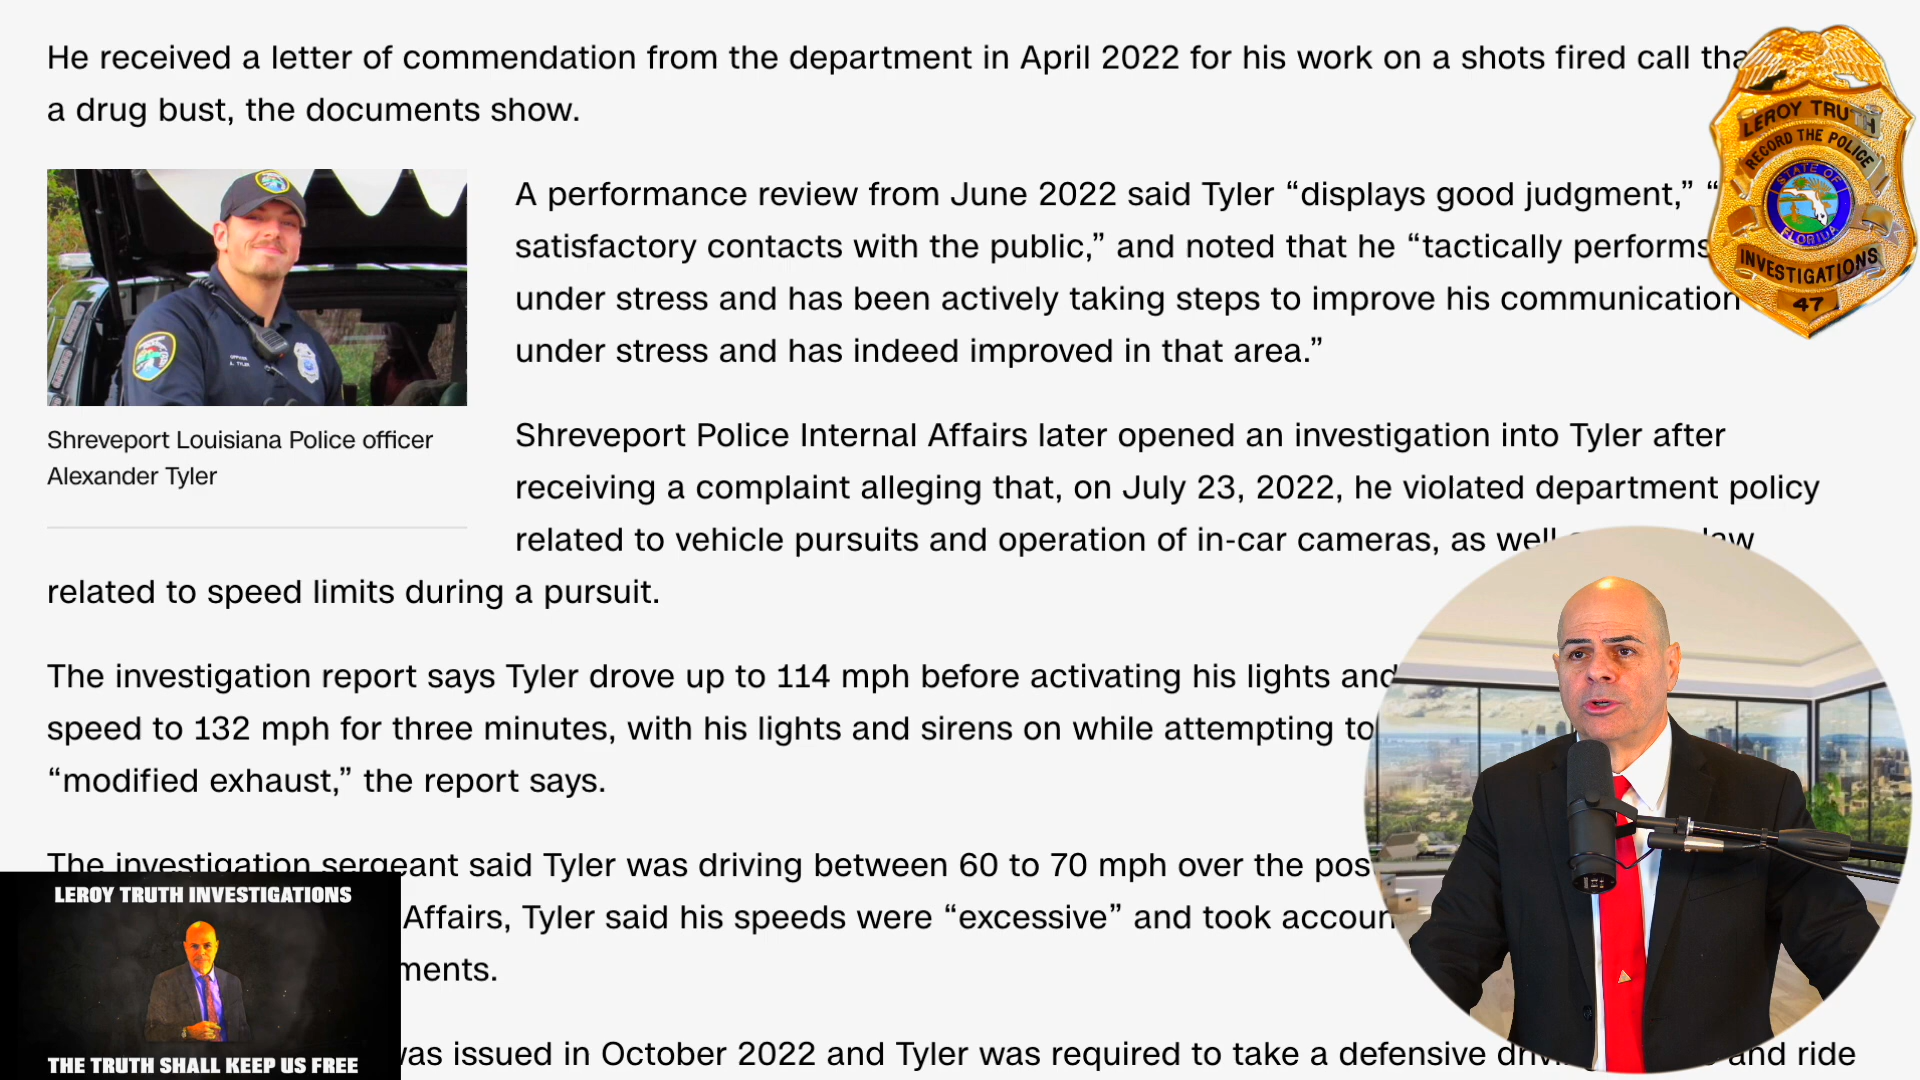 He received a letter of commendation from the department in April 2022 for his work on a shots fired call
a drug bust, the documents show.
A performance review from June 2022 said Tyler “displays good judgment,” “
satisfactory contacts with the public,” and noted that he “tactically performs
under stress and has been actively taking steps to improve his communication
under stress and has indeed improved in that area.”
Shreveport Louisiana Police officer
Alexander Tyler
Shreveport Police Internal Affairs later opened an investigation into Tyler after
receiving a complaint alleging that, on July 23, 2022, he violated department policy
related to vehicle pursuits and operation of in-car cameras, as well law
related to speed limits during a pursuit.
The investigation report says Tyler drove up to 114 mph before activating his lights and
speed to 132 mph for three minutes, with his lights and sirens on while attempting to
“modified exhaust,” the report says.
The investigation sergeant said Tyler was driving between 60 to 70 mph over the
Affairs, Tyler said his speeds were “excessive” and took
ments.
was issued in October 2022 and Tyler was required to take a defensive and ride
LEROY TRUTH
RECORD THE POLICE
STATE OF
FLORIDA
INVESTIGATIONS
47
OFFICER
A. TYLER
LEROY TRUTH INVESTIGATIONS
THE TRUTH SHALL KEEP US FREE